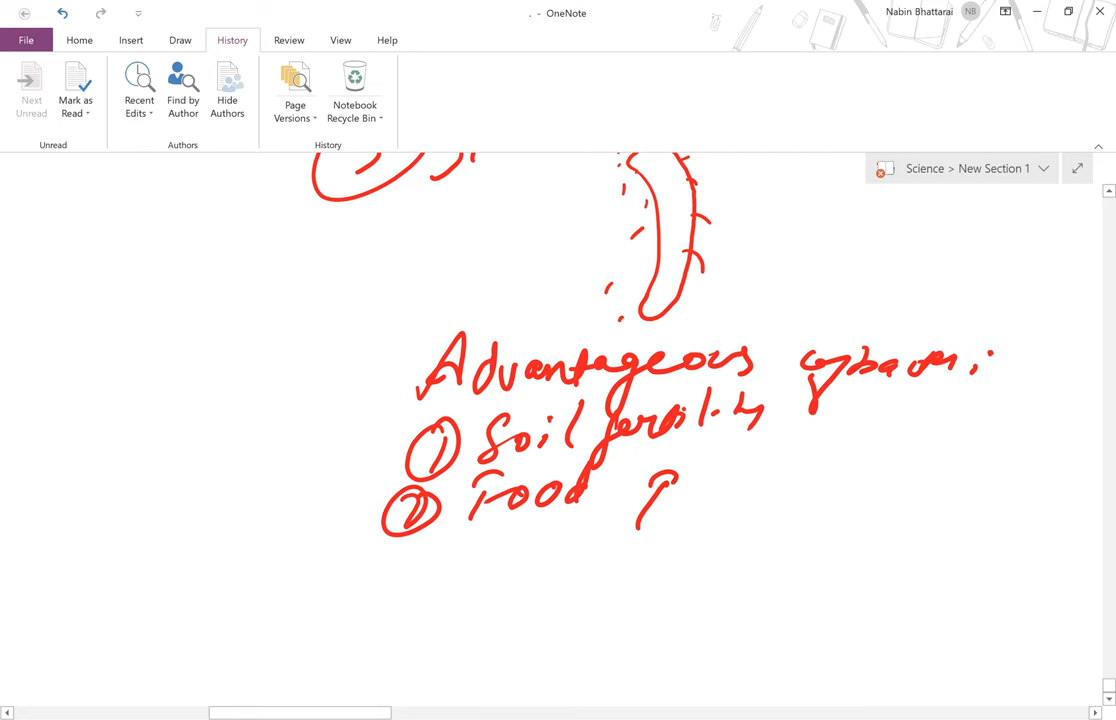 . - OneNote
Nabin Bhattarai NB
File Home Insert Draw History Review View Help
Next Unread
Mark as Read
Recent Edits
Find by Author
Hide Authors
Page Versions
Notebook Recycle Bin
Unread Authors History
Science > New Section 1
Advantageous
① Soil fertility
② Food